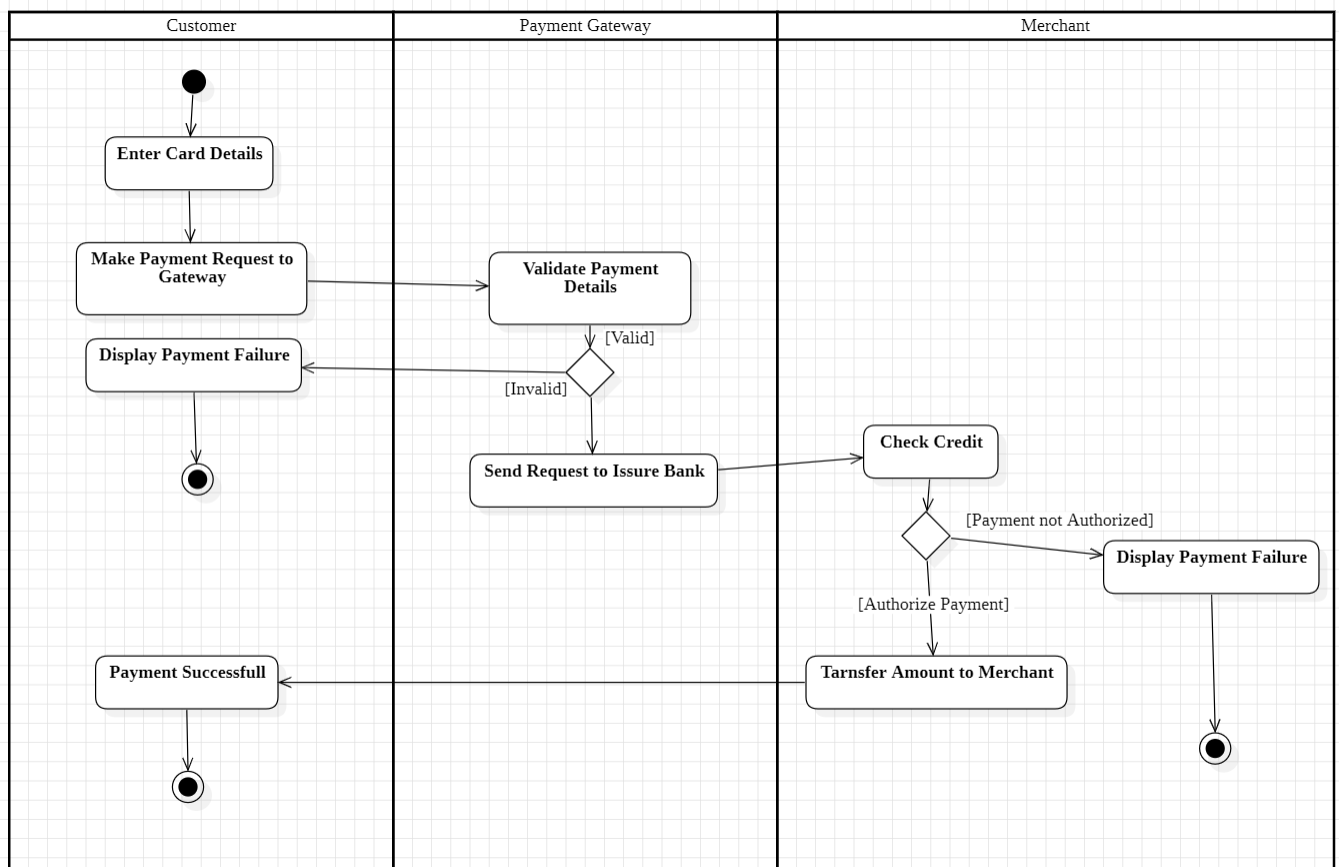 Customer
Payment Gateway
Merchant
Enter Card Details
Make Payment Request to
Gateway
Validate Payment
Details
[Valid]
Display Payment Failure
[Invalid]
Check Credit
Send Request to Issure Bank
[Payment not Authorized]
Display Payment Failure
[Authorize Payment]
Payment Successfull
Tarnsfer Amount to Merchant